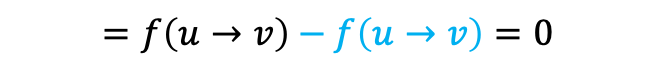 = f(u → v) − f(u → v) = 0